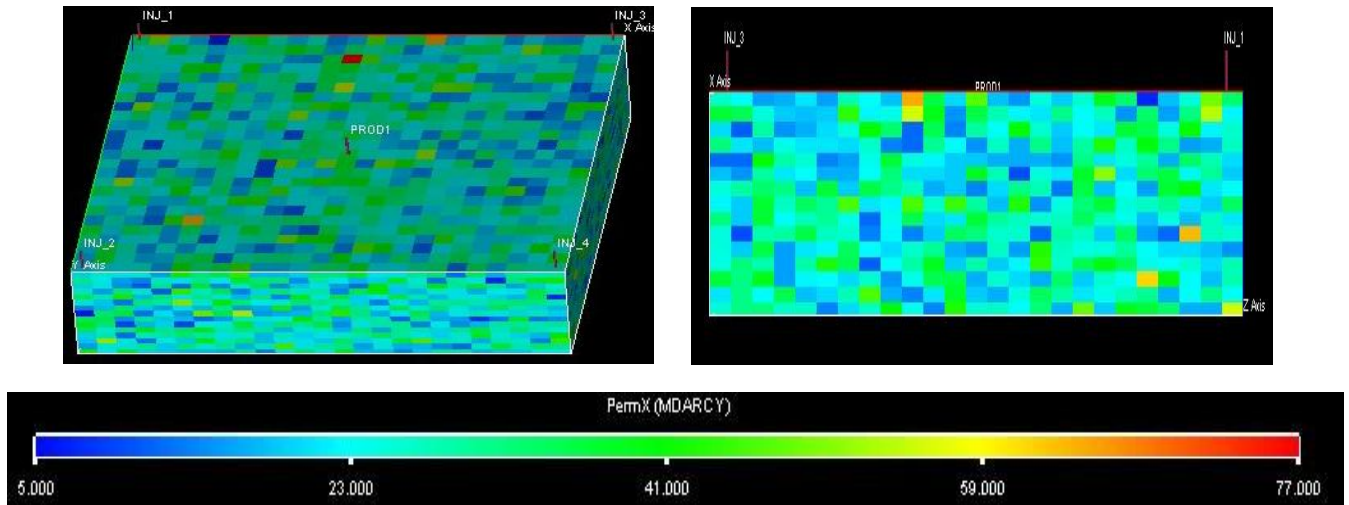 INJ_1
INJ_3
X Axis
PROD1
INJ_2
INJ_4
Y Axis
INJ_3
INJ_1
X Axis
PROD1
Z Axis
PermX (MDARCY)
5.000 23.000 41.000 59.000 77.000